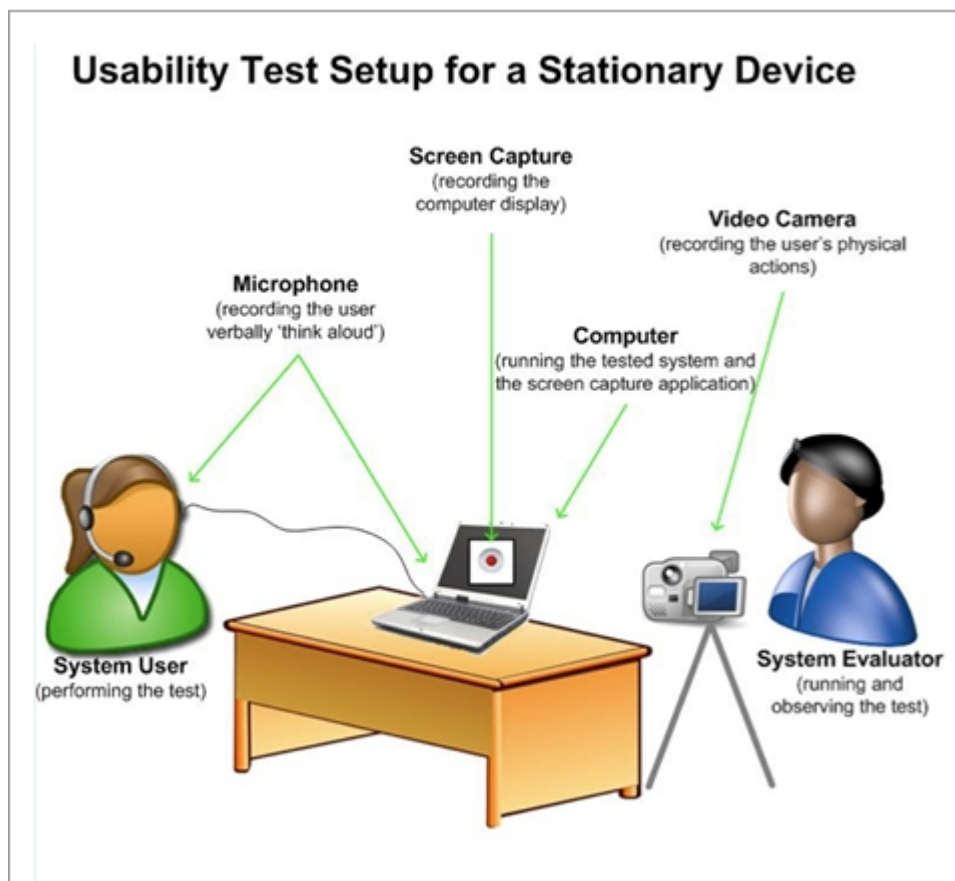 Usability Test Setup for a Stationary Device
Screen Capture
(recording the
computer display)
Video Camera
(recording the user's physical
actions)
Microphone
(recording the user
verbally 'think aloud')
Computer
(running the tested system and
the screen capture application)
System User
(performing the test)
System Evaluator
(running and
observing the test)